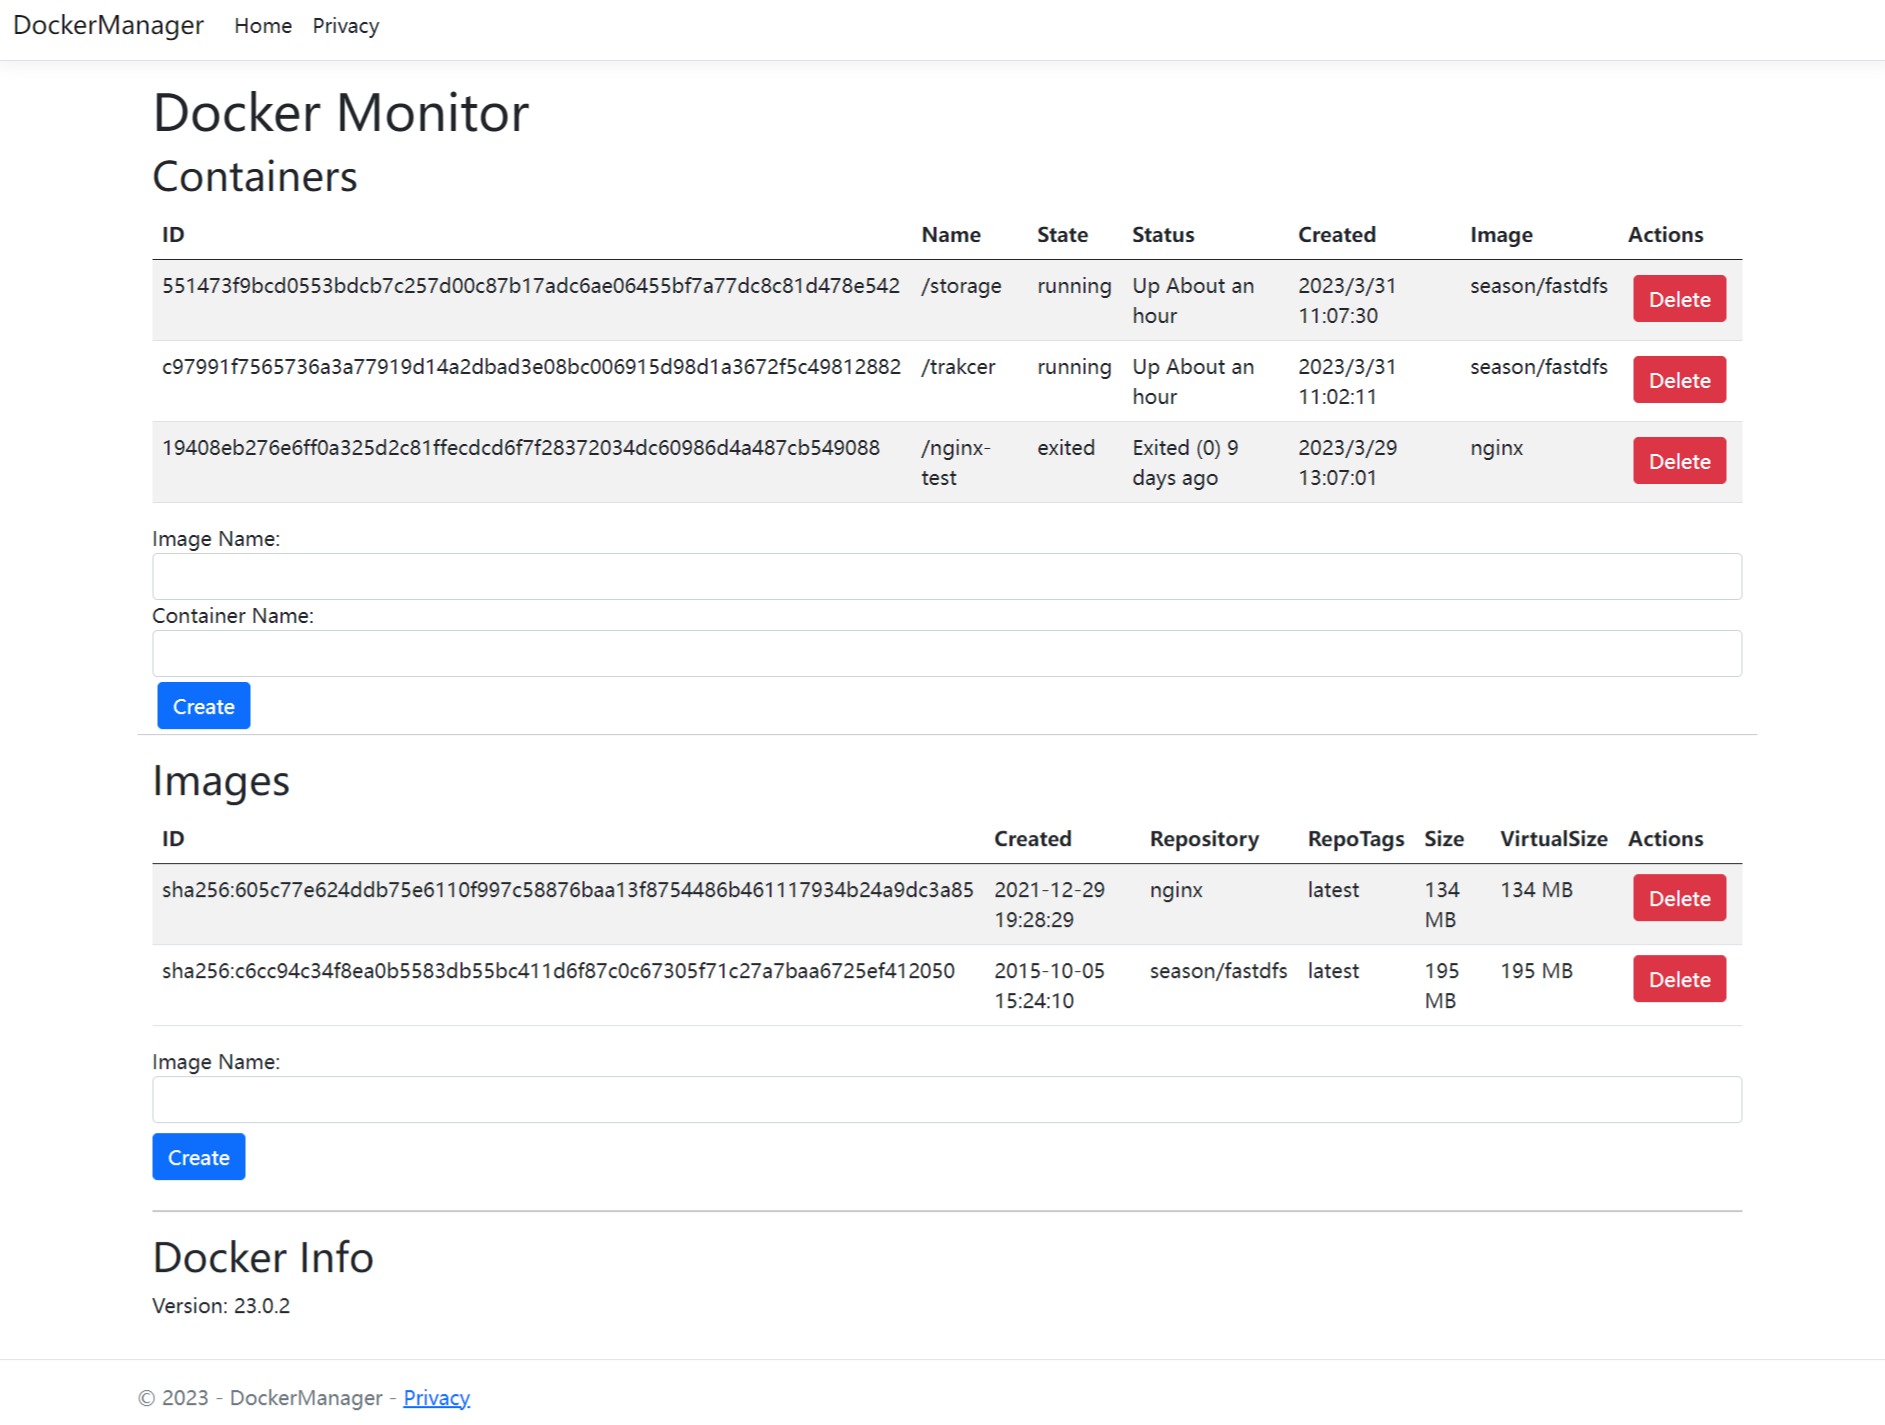 DockerManager Home Privacy
Docker Monitor
Containers
ID Name State Status Created Image Actions
551473f9bcd0553bdcb7c257d00c87b17adc6ae06455bf7a77dc8c81d478e542 /storage running Up About an 2023/3/31 season/fastdfs Delete
hour 11:07:30
c97991f7565736a3a77919d14a2dbad3e08bc006915d98d1a3672f5c49812882 /trakcer running Up About an 2023/3/31 season/fastdfs Delete
hour 11:02:11
19408eb276e6ff0a325d2c81ffecdcd6f7f28372034dc60986d4a487cb549088 /nginx- exited Exited (0) 9 2023/3/29 nginx Delete
test days ago 13:07:01
Image Name:
Container Name:
Create
Images
ID Created Repository RepoTags Size VirtualSize Actions
sha256:605c77e624ddb75e6110f997c58876baa13f8754486b461117934b24a9dc3a85 2021-12-29 nginx latest 134 134 MB Delete
19:28:29 MB
sha256:c6cc94c34f8ea0b5583db55bc411d6f87c0c67305f71c27a7baa6725ef412050 2015-10-05 season/fastdfs latest 195 195 MB Delete
15:24:10 MB
Image Name:
Create
Docker Info
Version: 23.0.2
© 2023 - DockerManager - Privacy